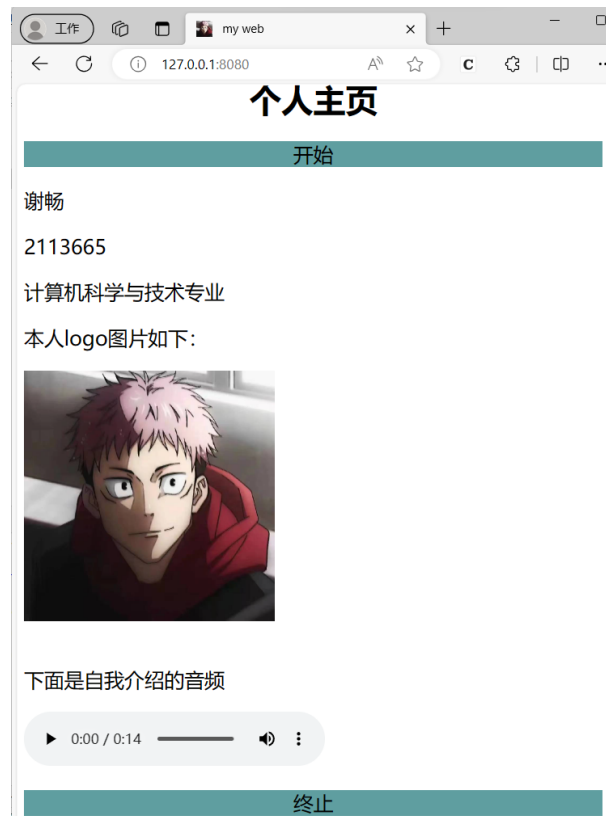 工作
my web
127.0.0.1:8080
个人主页
开始
谢畅
2113665
计算机科学与技术专业
本人logo图片如下：
下面是自我介绍的音频
0:00 / 0:14
终止